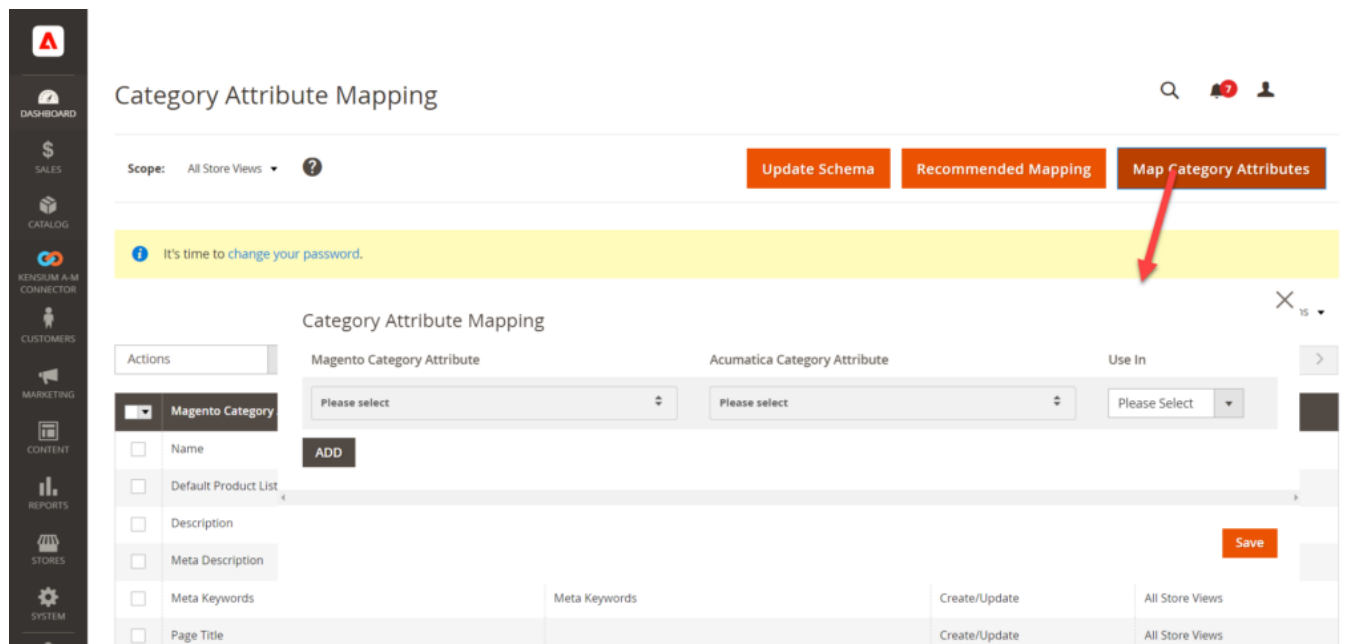 Category Attribute Mapping
7
DASHBOARD
SALES
CATALOG
KENSIUM A-M
CONNECTOR
CUSTOMERS
MARKETING
CONTENT
REPORTS
STORES
SYSTEM
Scope: All Store Views ?
Update Schema Recommended Mapping Map Category Attributes
It's time to change your password.
Category Attribute Mapping
Magento Category Attribute Acumatica Category Attribute Use In
Please select Please select Please Select
ADD
Save
Actions
Magento Category
Name
Default Product List
Description
Meta Description
Meta Keywords Meta Keywords Create/Update All Store Views
Page Title Create/Update All Store Views